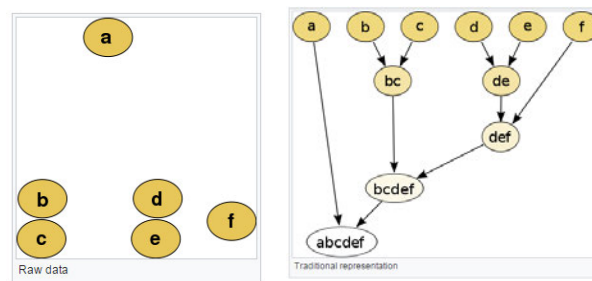 a
b
d
f
c
e
Raw data
a b c d e f
bc de
def
bcdef
abcdef
Traditional representation